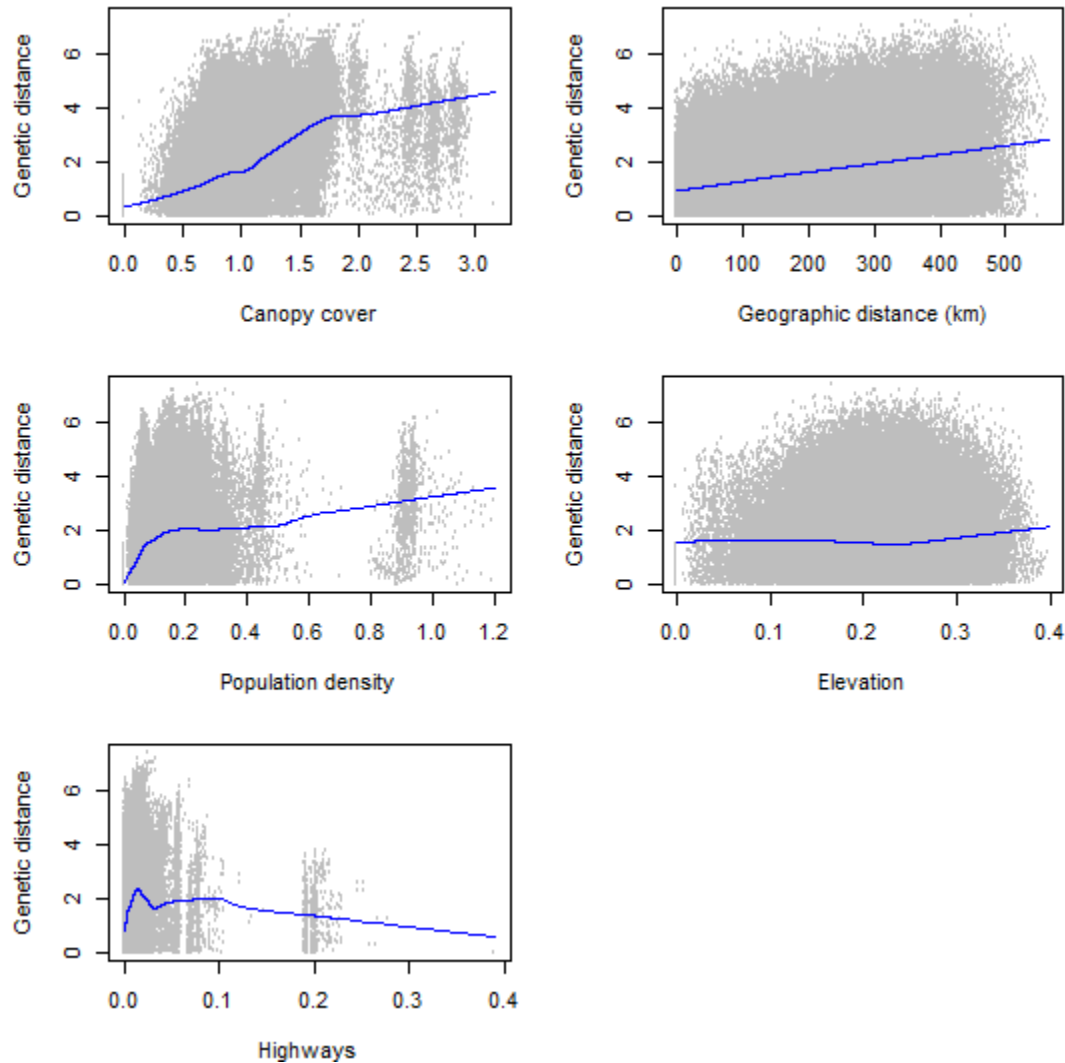 Genetic distance
6
4
2
0
0.0 0.5 1.0 1.5 2.0 2.5 3.0
Canopy cover
Genetic distance
6
4
2
0
0 100 200 300 400 500
Geographic distance (km)
Genetic distance
6
4
2
0
0.0 0.2 0.4 0.6 0.8 1.0 1.2
Population density
Genetic distance
6
4
2
0
0.0 0.1 0.2 0.3 0.4
Elevation
Genetic distance
6
4
2
0
0.0 0.1 0.2 0.3 0.4
Highways